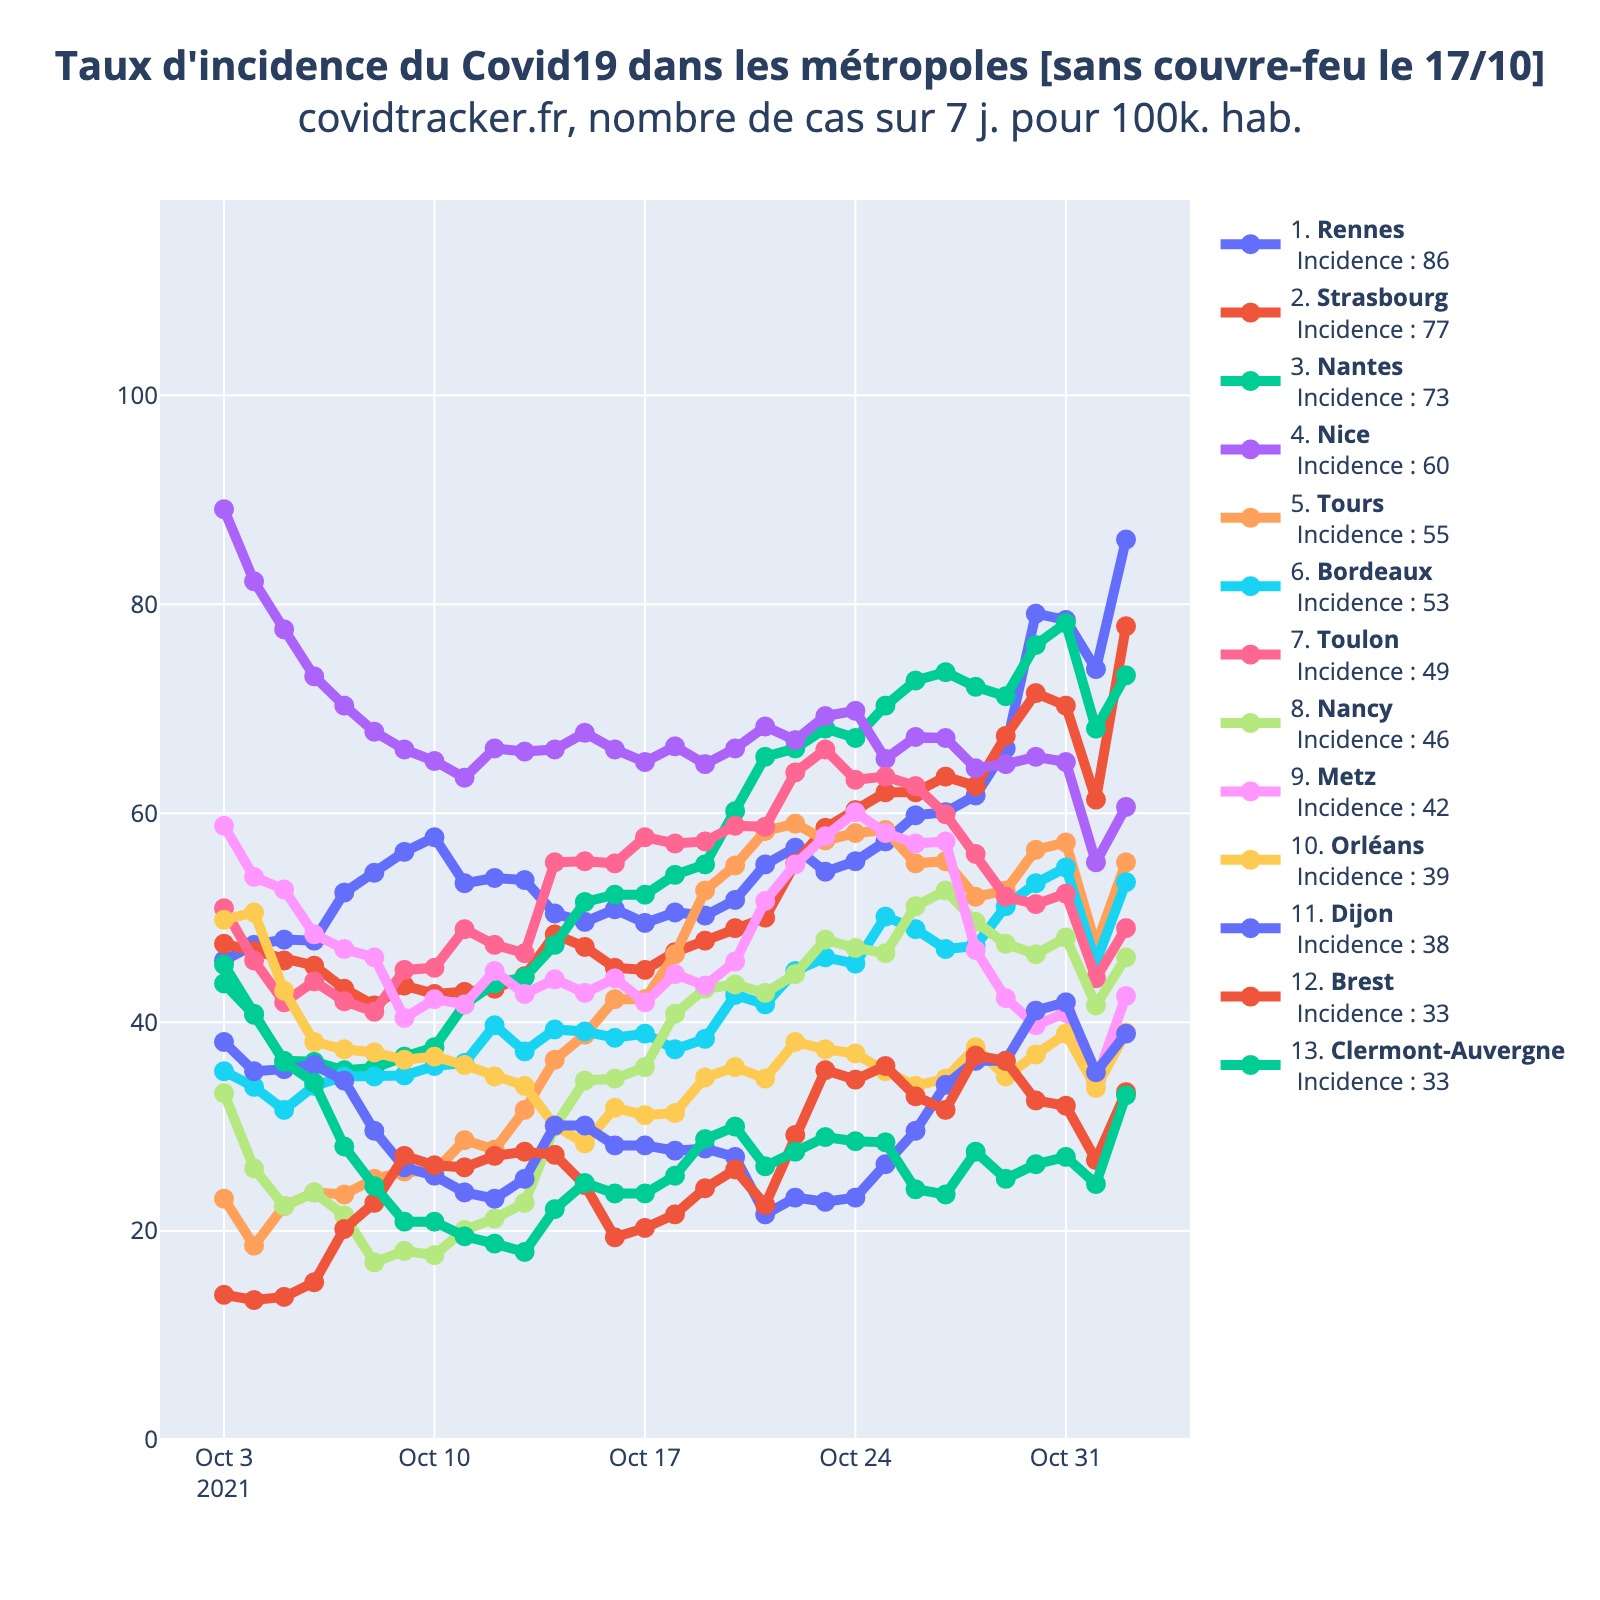 Taux d'incidence du Covid19 dans les métropoles [sans couvre-feu le 17/10]
covidtracker.fr, nombre de cas sur 7 j. pour 100k. hab.
1. Rennes
Incidence : 86
2. Strasbourg
Incidence : 77
3. Nantes
Incidence : 73
4. Nice
Incidence : 60
5. Tours
Incidence : 55
6. Bordeaux
Incidence : 53
7. Toulon
Incidence : 49
8. Nancy
Incidence : 46
9. Metz
Incidence : 42
10. Orléans
Incidence : 39
11. Dijon
Incidence : 38
12. Brest
Incidence : 33
13. Clermont-Auvergne
Incidence : 33
100
80
60
40
20
0
Oct 3 Oct 10 Oct 17 Oct 24 Oct 31
2021